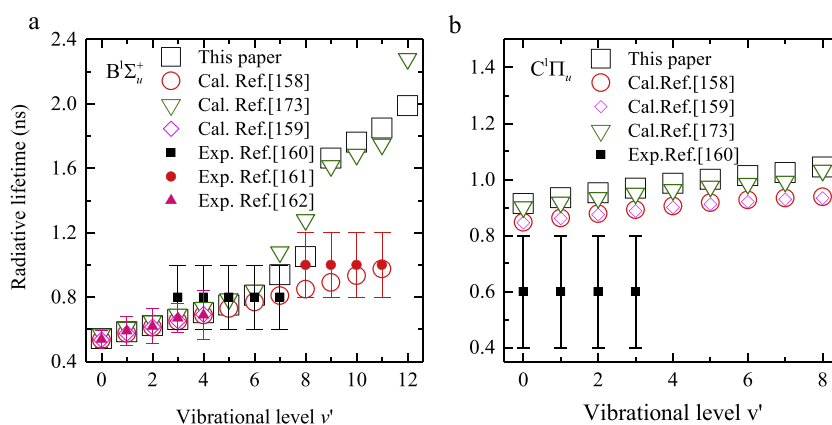 a
B¹Σᵤ⁺
This paper
Cal. Ref.[158]
Cal. Ref.[173]
Cal. Ref.[159]
Exp. Ref.[160]
Exp. Ref.[161]
Exp. Ref.[162]
Radiative lifetime (ns)
2.4
2.0
1.6
1.2
0.8
0.4
0 2 4 6 8 10 12
Vibrational level v'
b
C¹Πᵤ
This paper
Cal.Ref.[158]
Cal.Ref.[159]
Cal.Ref.[173]
Exp.Ref.[160]
1.4
1.2
1.0
0.8
0.6
0.4
0 2 4 6 8
Vibrational level v'